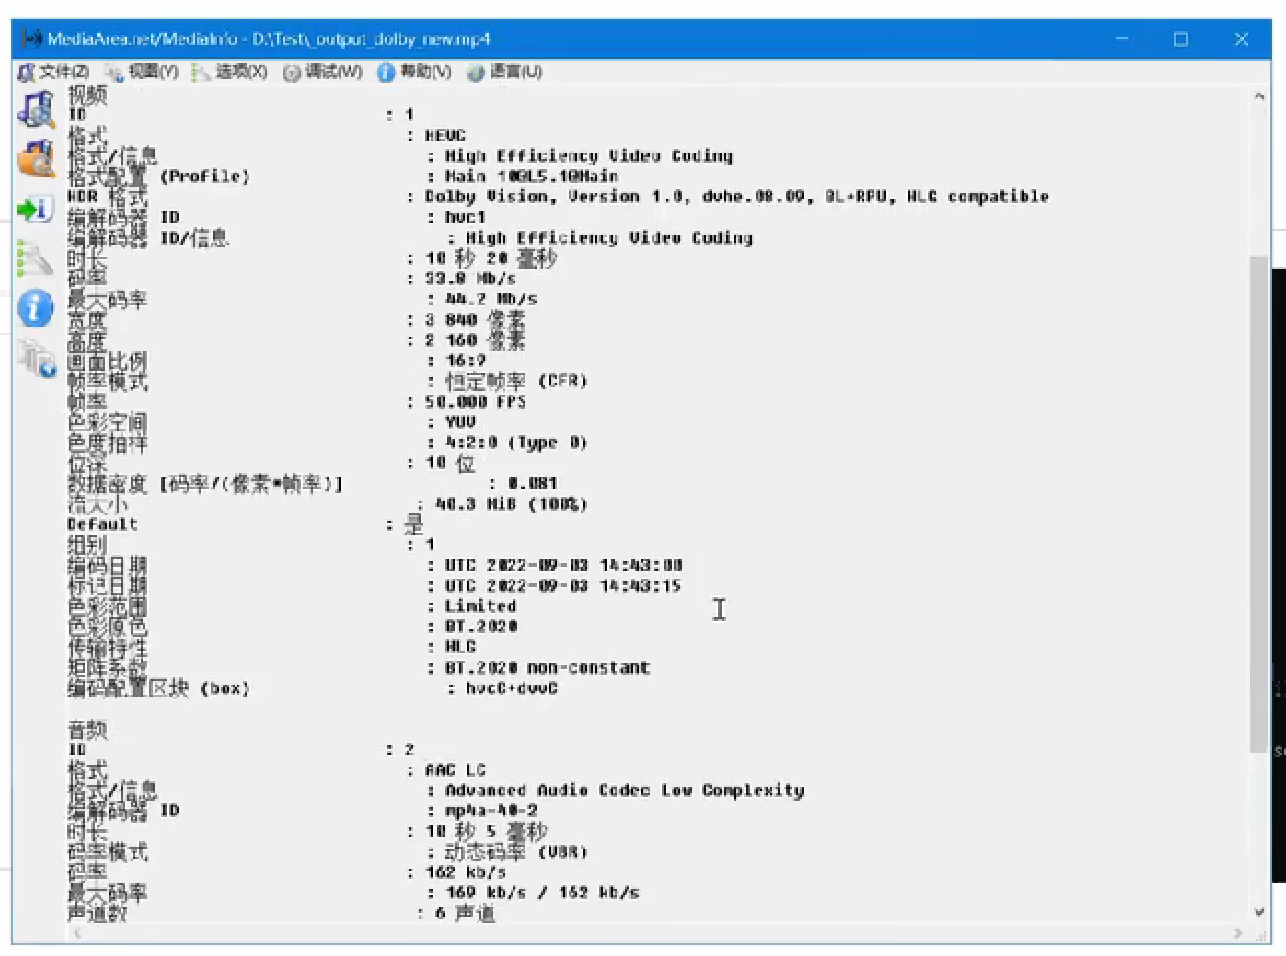 MediaArea.net/MediaInfo - D:\Test\_output_dolby_new.mp4
文件(Z) 视图(Y) 选项(X) 调试(W) 帮助(V) 语言(U)
视频
ID : 1
格式 : HEVC
格式/信息 : High Efficiency Video Coding
格式配置 (Profile) : Main 10@L5.1@Main
HDR 格式 : Dolby Vision, Version 1.0, dvhe.08.09, BL+RPU, HLG compatible
编解码器 ID : hvc1
编解码器 ID/信息 : High Efficiency Video Coding
时长 : 10 秒 20 毫秒
码率 : 33.8 Mb/s
最大码率 : 44.2 Mb/s
宽度 : 3 840 像素
高度 : 2 160 像素
画面比例 : 16:9
帧率模式 : 恒定帧率 (CFR)
帧率 : 50.000 FPS
色彩空间 : YUV
色度抽样 : 4:2:0 (Type 0)
位深 : 10 位
数据密度 [码率/(像素*帧率)] : 0.081
流大小 : 40.3 MiB (100%)
Default : 是
组别 : 1
编码日期 : UTC 2022-09-03 14:43:08
标记日期 : UTC 2022-09-03 14:43:15
色彩范围 : Limited
色彩原色 : BT.2020
传输特性 : HLG
矩阵系数 : BT.2020 non-constant
编码配置区块 (box) : hvcC+dvvC
音频
ID : 2
格式 : AAC LC
格式/信息 : Advanced Audio Codec Low Complexity
编解码器 ID : mp4a-40-2
时长 : 10 秒 5 毫秒
码率模式 : 动态码率 (VBR)
码率 : 162 kb/s
最大码率 : 169 kb/s / 163 kb/s
声道数 : 6 声道